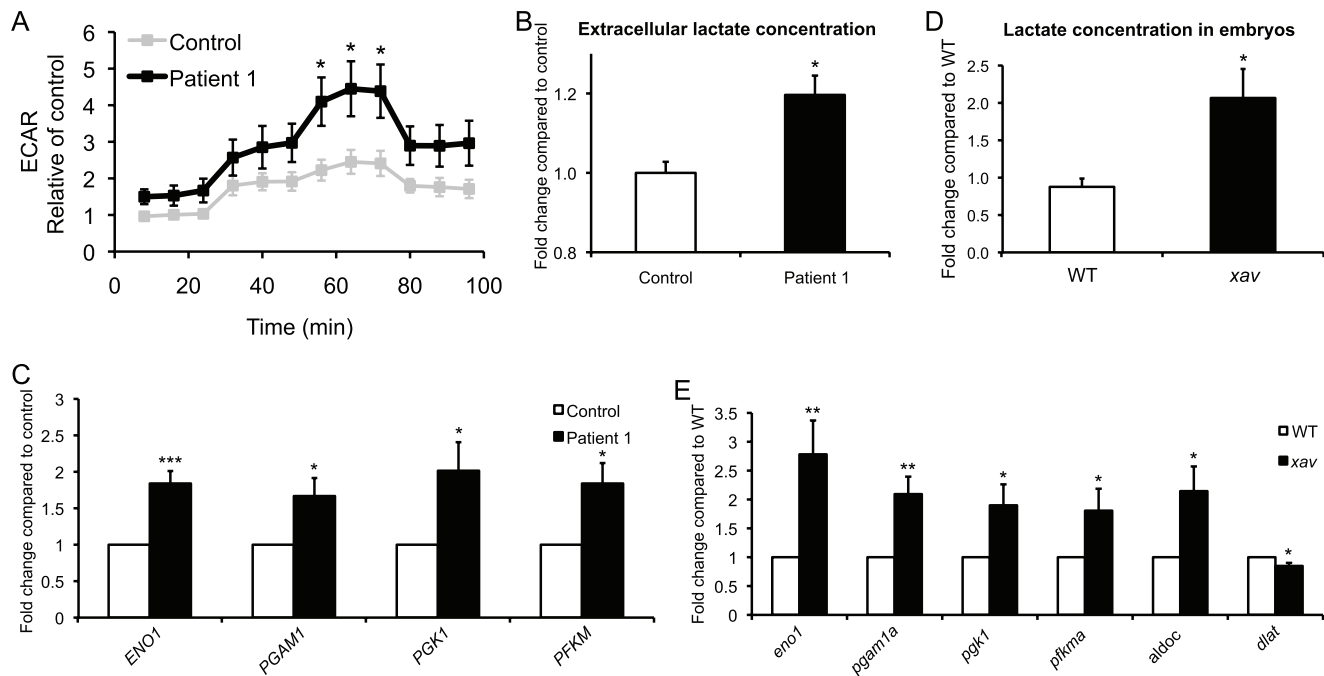 A
ECAR
Relative of control
6
5
4
3
2
1
0
Control
Patient 1
* * *
0 20 40 60 80 100
Time (min)
B
Extracellular lactate concentration
Fold change compared to control
1.2
1.0
0.8
*
Control Patient 1
D
Lactate concentration in embryos
Fold change compared to WT
2.5
2.0
1.5
1.0
0.5
0.0
*
WT xav
C
Fold change compared to control
3
2.5
2
1.5
1
0.5
0
Control
Patient 1
*** * * *
ENO1 PGAM1 PGK1 PFKM
E
Fold change compared to WT
3.5
3
2.5
2
1.5
1
0.5
0
WT
xav
** ** * * * *
eno1 pgam1a pgk1 pfkma aldoc dlat